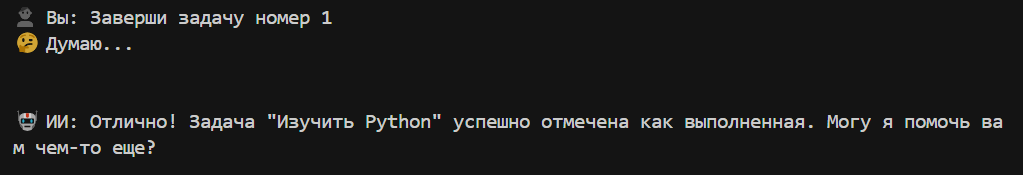 Вы: Заверши задачу номер 1
Думаю...
ИИ: Отлично! Задача "Изучить Python" успешно отмечена как выполненная. Могу я помочь ва
м чем-то еще?